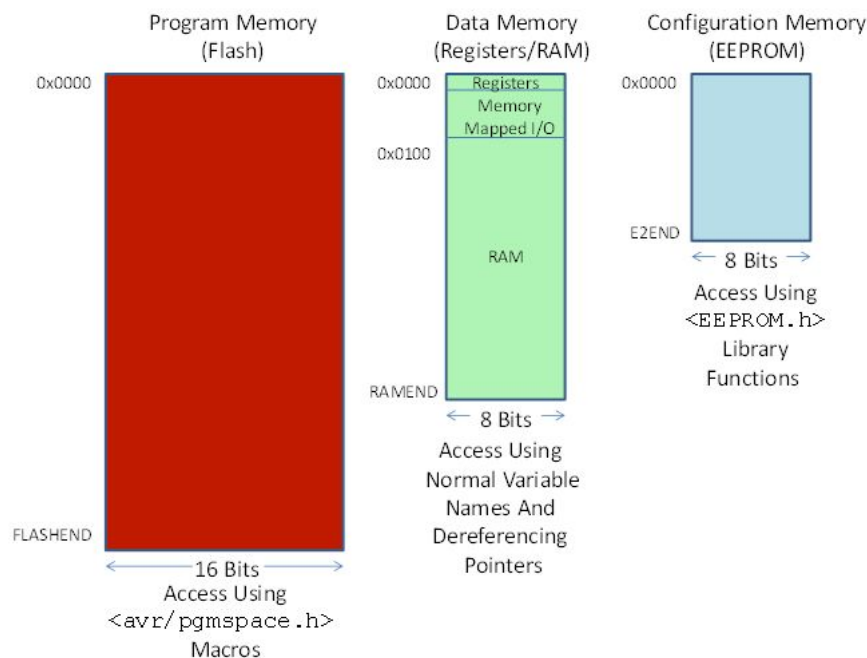 Program Memory
(Flash)
0x0000
FLASHEND
16 Bits
Access Using
<avr/pgmspace.h>
Macros
Data Memory
(Registers/RAM)
0x0000
Registers
Memory
Mapped I/O
0x0100
RAM
RAMEND
8 Bits
Access Using
Normal Variable
Names And
Dereferencing
Pointers
Configuration Memory
(EEPROM)
0x0000
E2END
8 Bits
Access Using
<EEPROM.h>
Library
Functions